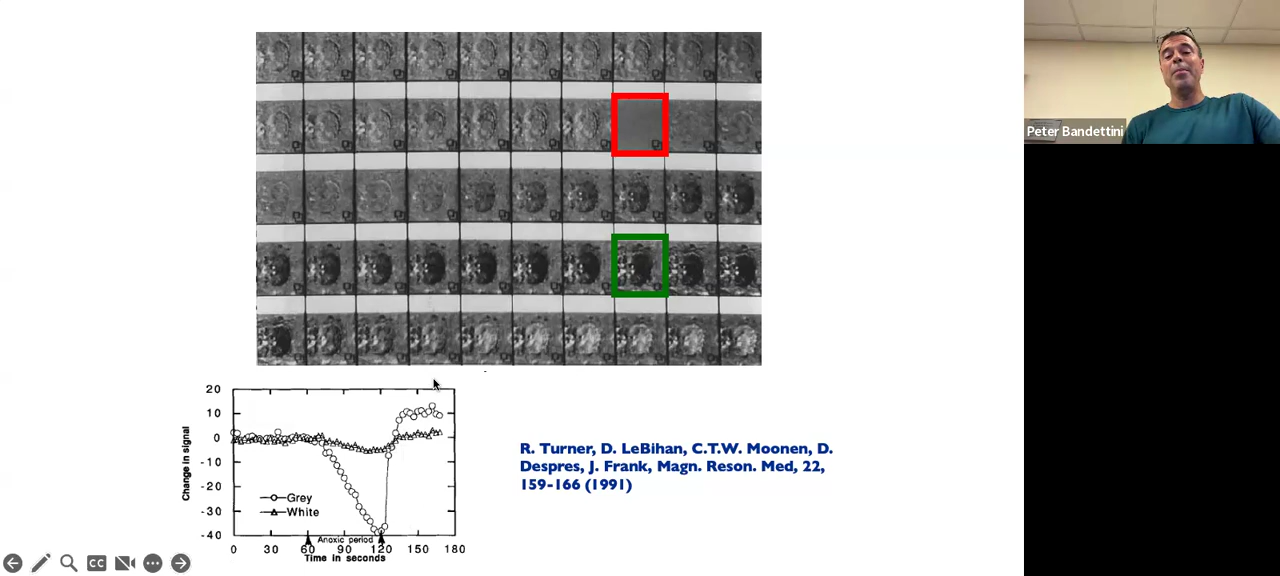 Peter Bandettini
20
10
0
-10
-20
-30
-40
Change in signal
Grey
White
Anoxic period
0 30 60 90 120 150 180
Time in seconds
R. Turner, D. LeBihan, C.T.W. Moonen, D.
Despres, J. Frank, Magn. Reson. Med, 22,
159-166 (1991)
CC